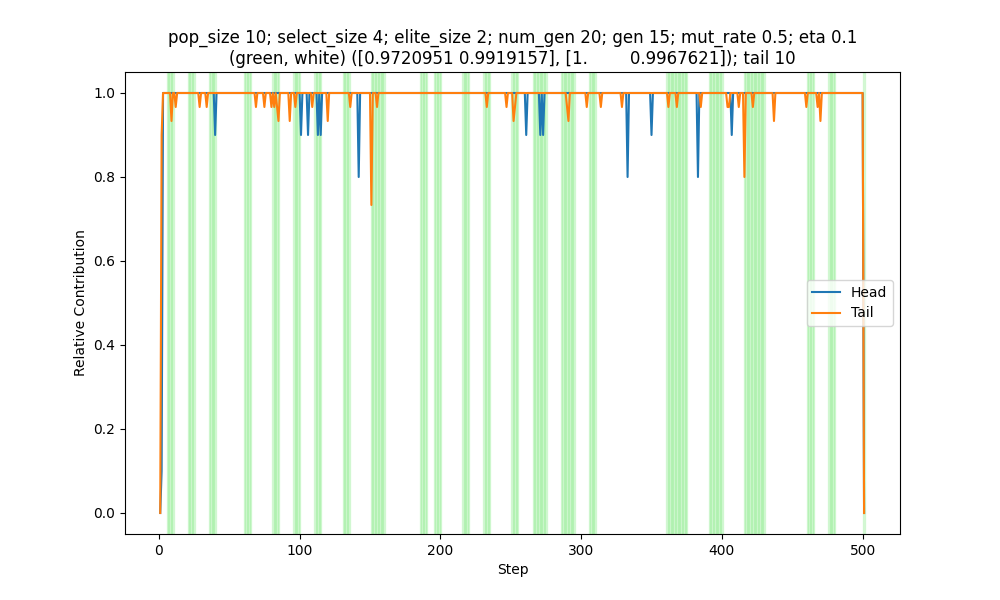 pop_size 10; select_size 4; elite_size 2; num_gen 20; gen 15; mut_rate 0.5; eta 0.1
(green, white) ([0.9720951 0.9919157], [1.         0.9967621]); tail 10
1.0
0.8
0.6
0.4
0.2
0.0
Relative Contribution
Head
Tail
0
100
200
300
400
500
Step